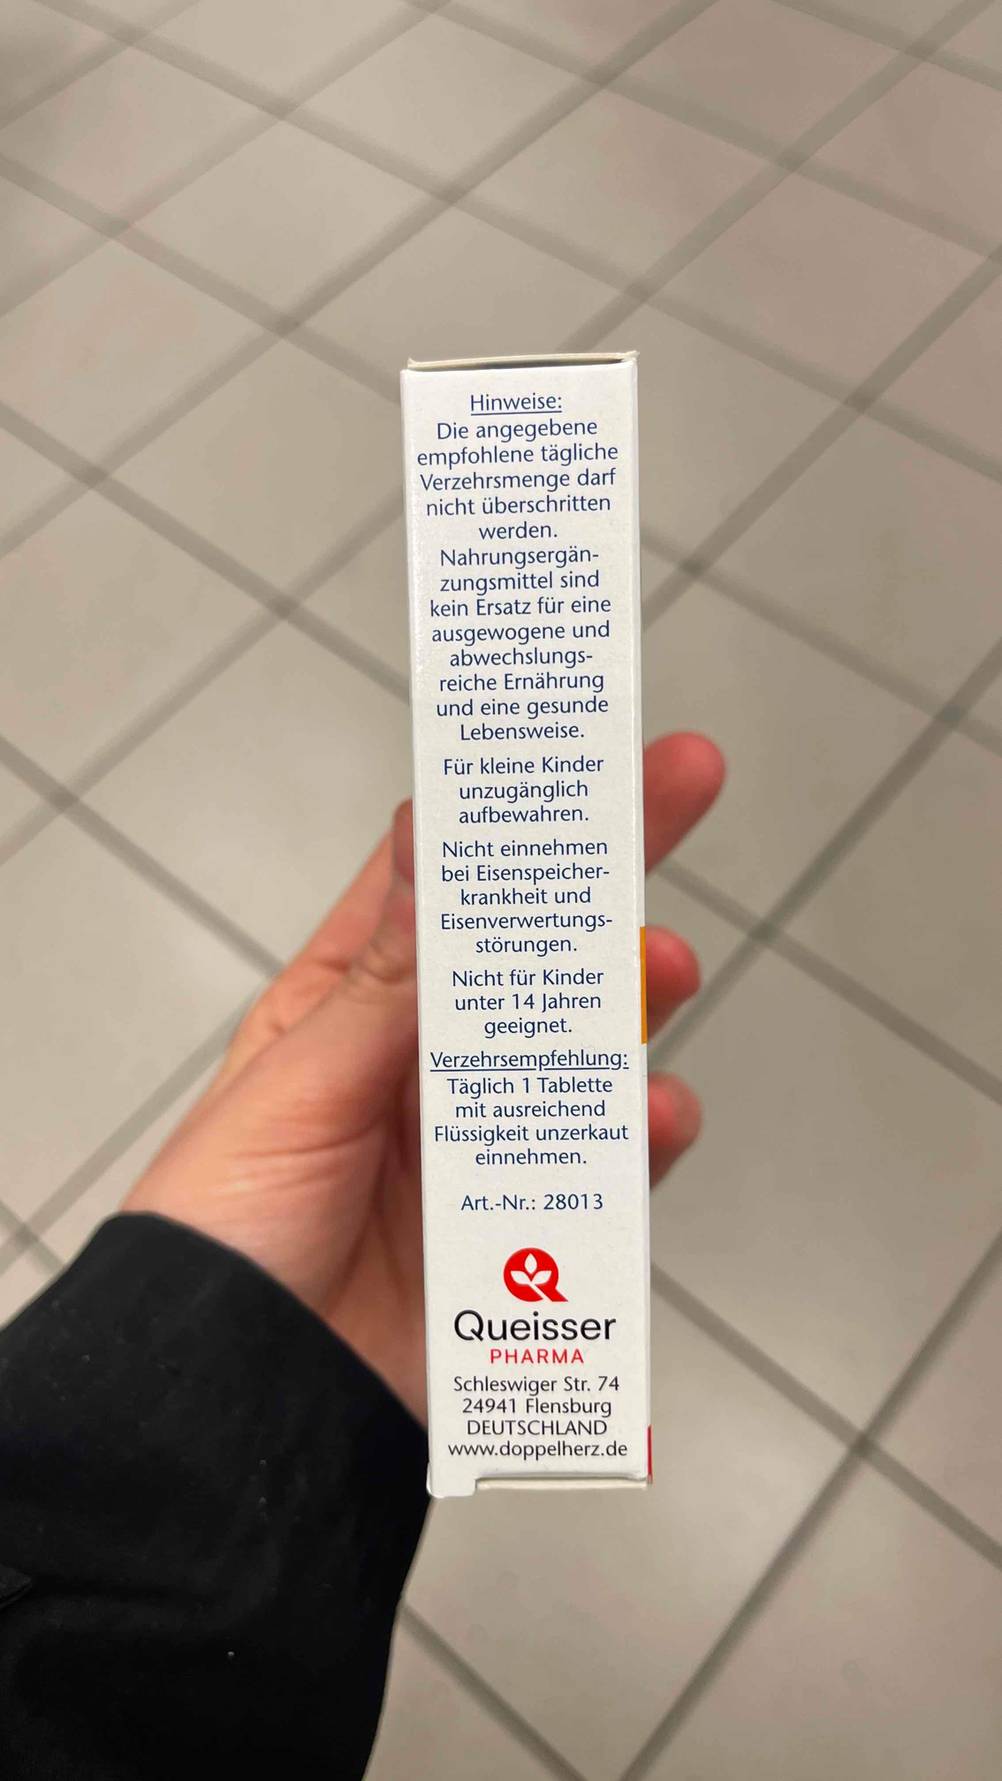 Hinweise:
Die angegebene
empfohlene tägliche
Verzehrsmenge darf
nicht überschritten
werden.
Nahrungsergän-
zungsmittel sind
kein Ersatz für eine
ausgewogene und
abwechslungs-
reiche Ernährung
und eine gesunde
Lebensweise.
Für kleine Kinder
unzugänglich
aufbewahren.
Nicht einnehmen
bei Eisenspeicher-
krankheit und
Eisenverwertungs-
störungen.
Nicht für Kinder
unter 14 Jahren
geeignet.
Verzehrsempfehlung:
Täglich 1 Tablette
mit ausreichend
Flüssigkeit unzerkaut
einnehmen.
Art.-Nr.: 28013
Queisser
PHARMA
Schleswiger Str. 74
24941 Flensburg
DEUTSCHLAND
www.doppelherz.de